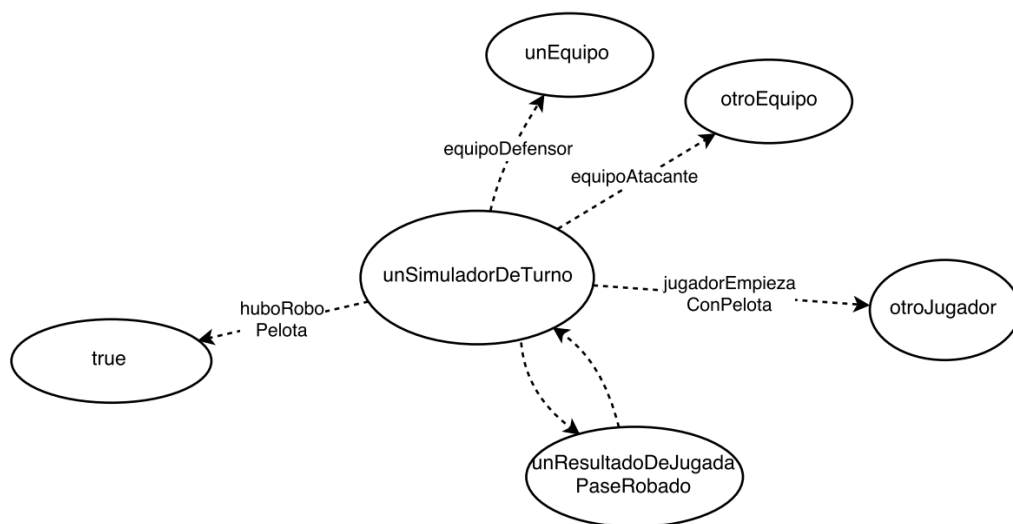 unEquipo
otroEquipo
equipoDefensor
equipoAtacante
unSimuladorDeTurno
jugadorEmpieza
ConPelota
otroJugador
huboRobo
Pelota
true
unResultadoDeJugada
PaseRobado